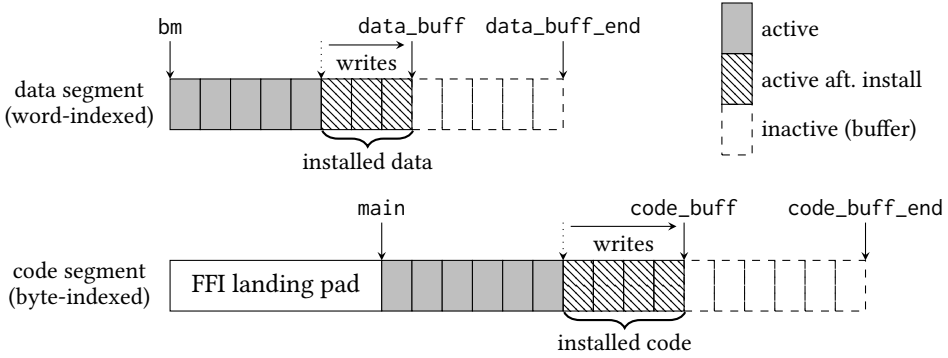 bm
data_buff
data_buff_end
writes
data segment
(word-indexed)
installed data
active
active aft. install
inactive (buffer)
main
code_buff
code_buff_end
writes
code segment
(byte-indexed)
FFI landing pad
installed code